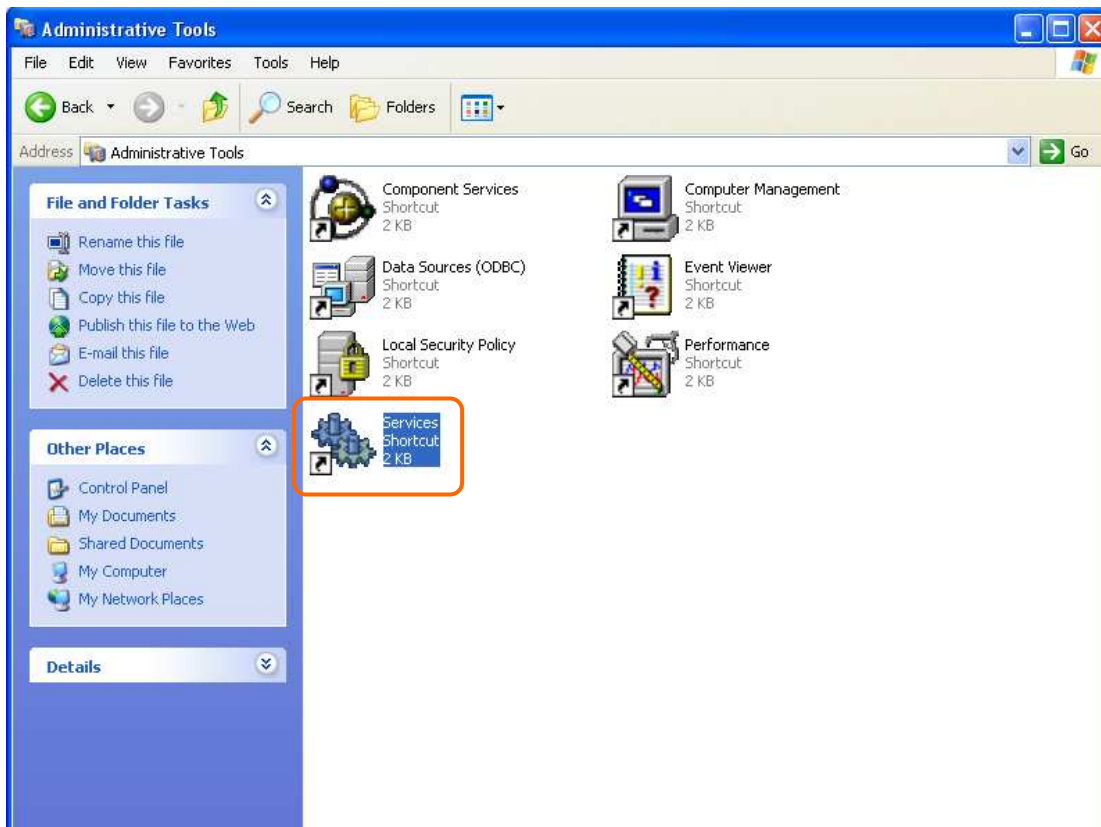 Administrative Tools
File Edit View Favorites Tools Help
Back Search Folders
Address Administrative Tools Go
File and Folder Tasks
Rename this file
Move this file
Copy this file
Publish this file to the Web
E-mail this file
Delete this file
Other Places
Control Panel
My Documents
Shared Documents
My Computer
My Network Places
Details
Component Services
Shortcut
2 KB
Computer Management
Shortcut
2 KB
Data Sources (ODBC)
Shortcut
2 KB
Event Viewer
Shortcut
2 KB
Local Security Policy
Shortcut
2 KB
Performance
Shortcut
2 KB
Services
Shortcut
2 KB